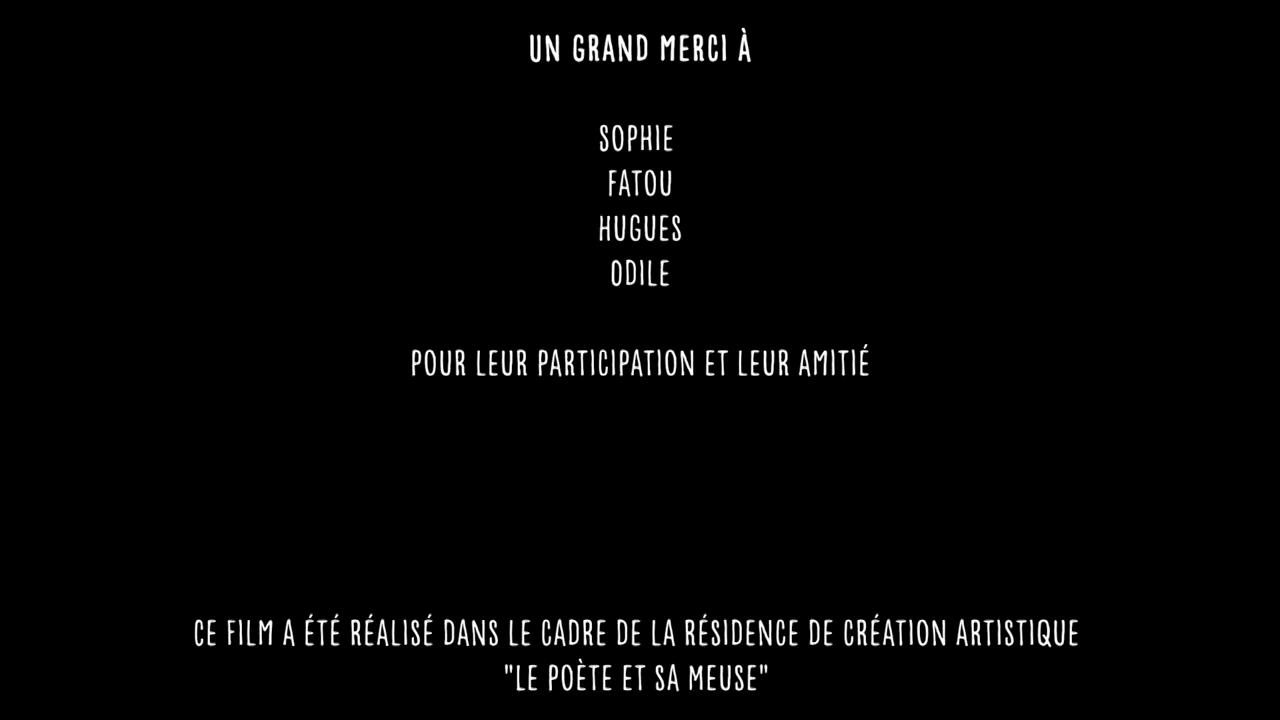 UN GRAND MERCI À
SOPHIE
FATOU
HUGUES
ODILE
POUR LEUR PARTICIPATION ET LEUR AMITIÉ
CE FILM A ÉTÉ RÉALISÉ DANS LE CADRE DE LA RÉSIDENCE DE CRÉATION ARTISTIQUE
"LE POÈTE ET SA MEUSE"